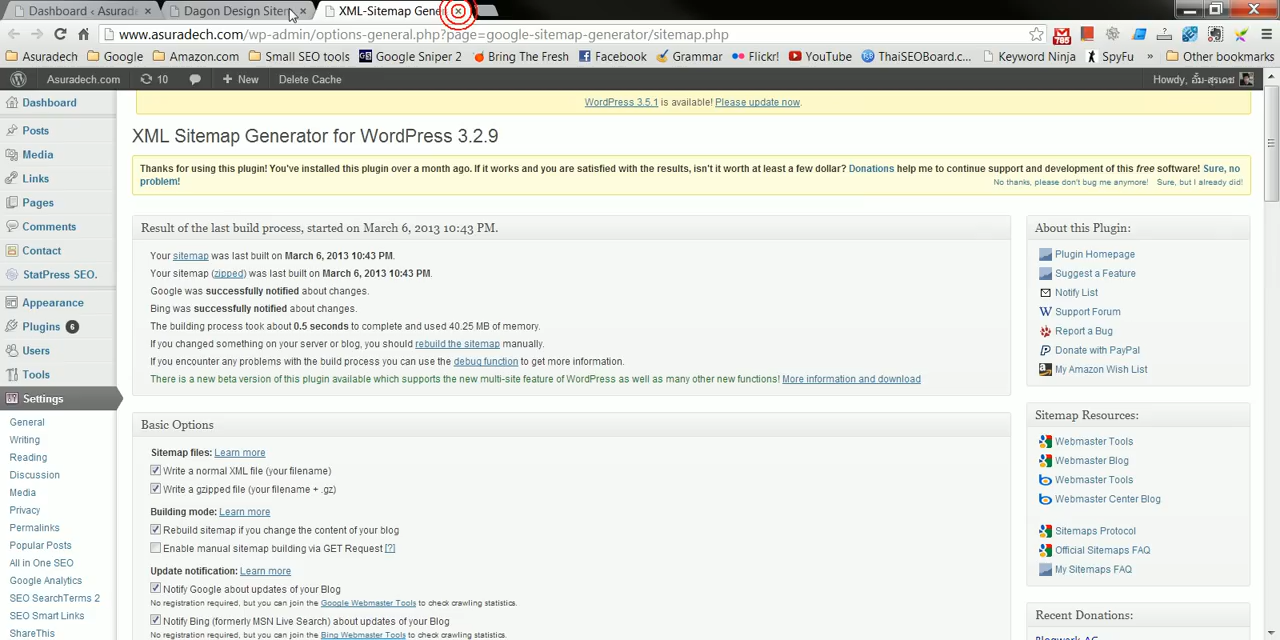 Dashboard ‹ Asurad
Dagon Design Sitem
XML-Sitemap Gene
www.asuradech.com/wp-admin/options-general.php?page=google-sitemap-generator/sitemap.php
Asuradech
Google
Amazon.com
Small SEO tools
Google Sniper 2
Bring The Fresh
Facebook
Grammar
Flickr!
YouTube
ThaiSEOBoard.c...
Keyword Ninja
SpyFu
»
Other bookmarks
Asuradech.com
10
+ New
Delete Cache
Howdy, อั๋ม-สุรเดช
WordPress 3.5.1 is available! Please update now.
XML Sitemap Generator for WordPress 3.2.9
Thanks for using this plugin! You've installed this plugin over a month ago. If it works and you are satisfied with the results, isn't it worth at least a few dollar? Donations help me to continue support and development of this free software! Sure, no
problem!
No thanks, please don't bug me anymore! Sure, but I already did!
Dashboard
Posts
Media
Links
Pages
Comments
Contact
StatPress SEO.
Appearance
Plugins 6
Users
Tools
Settings
General
Writing
Reading
Discussion
Media
Privacy
Permalinks
Popular Posts
All in One SEO
Google Analytics
SEO SearchTerms 2
SEO Smart Links
ShareThis
Result of the last build process, started on March 6, 2013 10:43 PM.
Your sitemap was last built on March 6, 2013 10:43 PM.
Your sitemap (zipped) was last built on March 6, 2013 10:43 PM.
Google was successfully notified about changes.
Bing was successfully notified about changes.
The building process took about 0.5 seconds to complete and used 40.25 MB of memory.
If you changed something on your server or blog, you should rebuild the sitemap manually.
If you encounter any problems with the build process you can use the debug function to get more information.
There is a new beta version of this plugin available which supports the new multi-site feature of WordPress as well as many other new functions! More information and download
Basic Options
Sitemap files: Learn more
Write a normal XML file (your filename)
Write a gzipped file (your filename + .gz)
Building mode: Learn more
Rebuild sitemap if you change the content of your blog
Enable manual sitemap building via GET Request [?]
Update notification: Learn more
Notify Google about updates of your Blog
No registration required, but you can join the Google Webmaster Tools to check crawling statistics.
Notify Bing (formerly MSN Live Search) about updates of your Blog
No registration required, but you can join the Bing Webmaster Tools to check crawling statistics.
About this Plugin:
Plugin Homepage
Suggest a Feature
Notify List
Support Forum
Report a Bug
Donate with PayPal
My Amazon Wish List
Sitemap Resources:
Webmaster Tools
Webmaster Blog
Webmaster Tools
Webmaster Center Blog
Sitemaps Protocol
Official Sitemaps FAQ
My Sitemaps FAQ
Recent Donations: